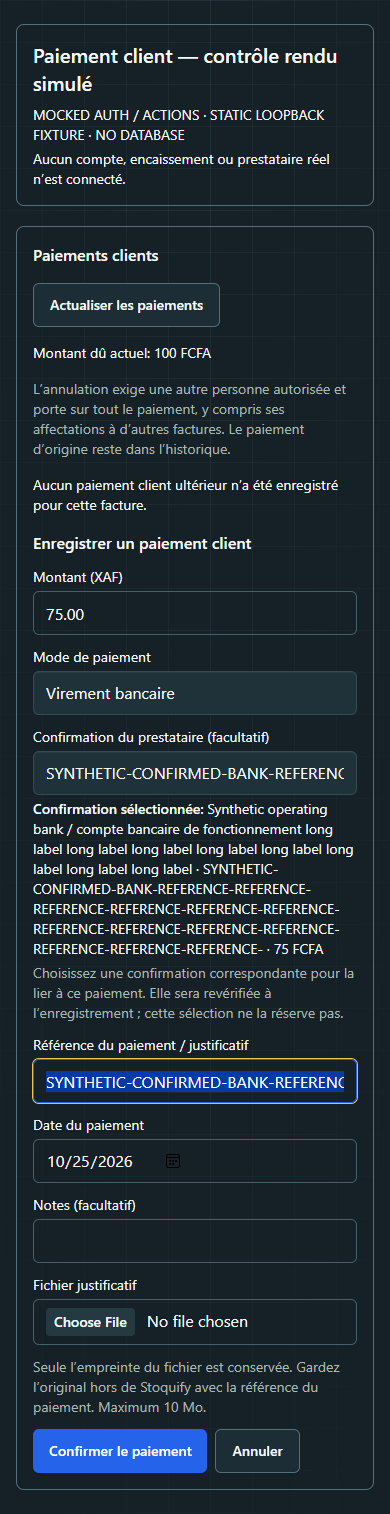 Paiement client — contrôle rendu
simulé
MOCKED AUTH / ACTIONS · STATIC LOOPBACK
FIXTURE · NO DATABASE
Aucun compte, encaissement ou prestataire réel
n’est connecté.
Paiements clients
Actualiser les paiements
Montant dû actuel: 100 FCFA
L’annulation exige une autre personne autorisée et
porte sur tout le paiement, y compris ses
affectations à d’autres factures. Le paiement
d’origine reste dans l’historique.
Aucun paiement client ultérieur n’a été enregistré
pour cette facture.
Enregistrer un paiement client
Montant (XAF)
75.00
Mode de paiement
Virement bancaire
Confirmation du prestataire (facultatif)
SYNTHETIC-CONFIRMED-BANK-REFERENC
Confirmation sélectionnée: Synthetic operating
bank / compte bancaire de fonctionnement long
label long label long label long label long label long
label long label long label · SYNTHETIC-
CONFIRMED-BANK-REFERENCE-REFERENCE-
REFERENCE-REFERENCE-REFERENCE-REFERENCE-
REFERENCE-REFERENCE-REFERENCE-REFERENCE-
REFERENCE-REFERENCE-REFERENCE- · 75 FCFA
Choisissez une confirmation correspondante pour la
lier à ce paiement. Elle sera revérifiée à
l’enregistrement ; cette sélection ne la réserve pas.
Référence du paiement / justificatif
SYNTHETIC-CONFIRMED-BANK-REFERENC
Date du paiement
10/25/2026
Notes (facultatif)
Fichier justificatif
Choose File No file chosen
Seule l’empreinte du fichier est conservée. Gardez
l’original hors de Stoquify avec la référence du
paiement. Maximum 10 Mo.
Confirmer le paiement Annuler